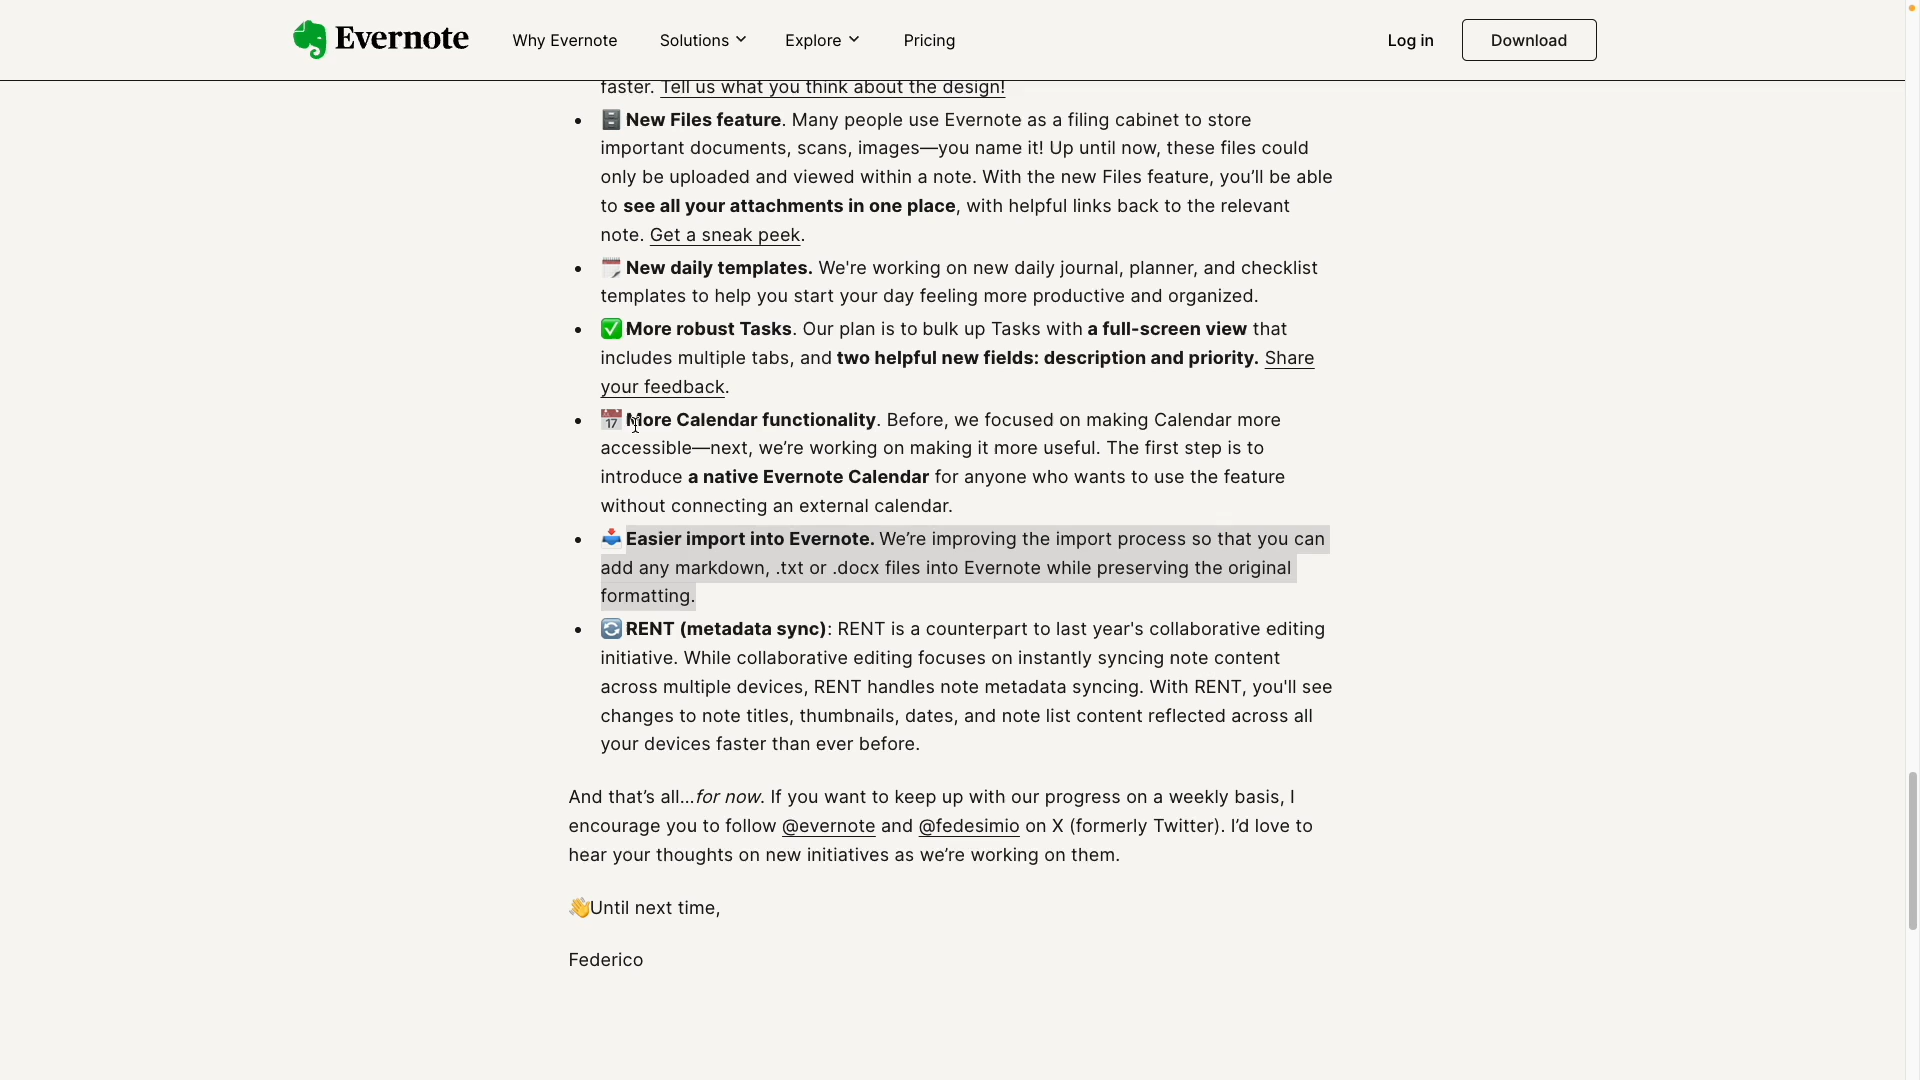 Evernote
Why Evernote
Solutions
Explore
Pricing
Log in
Download
faster. Tell us what you think about the design!
New Files feature. Many people use Evernote as a filing cabinet to store
important documents, scans, images—you name it! Up until now, these files could
only be uploaded and viewed within a note. With the new Files feature, you’ll be able
to see all your attachments in one place, with helpful links back to the relevant
note. Get a sneak peek.
New daily templates. We're working on new daily journal, planner, and checklist
templates to help you start your day feeling more productive and organized.
More robust Tasks. Our plan is to bulk up Tasks with a full-screen view that
includes multiple tabs, and two helpful new fields: description and priority. Share
your feedback.
More Calendar functionality. Before, we focused on making Calendar more
accessible—next, we’re working on making it more useful. The first step is to
introduce a native Evernote Calendar for anyone who wants to use the feature
without connecting an external calendar.
Easier import into Evernote. We’re improving the import process so that you can
add any markdown, .txt or .docx files into Evernote while preserving the original
formatting.
RENT (metadata sync): RENT is a counterpart to last year's collaborative editing
initiative. While collaborative editing focuses on instantly syncing note content
across multiple devices, RENT handles note metadata syncing. With RENT, you'll see
changes to note titles, thumbnails, dates, and note list content reflected across all
your devices faster than ever before.
And that’s all…for now. If you want to keep up with our progress on a weekly basis, I
encourage you to follow @evernote and @fedesimio on X (formerly Twitter). I’d love to
hear your thoughts on new initiatives as we’re working on them.
👋Until next time,
Federico